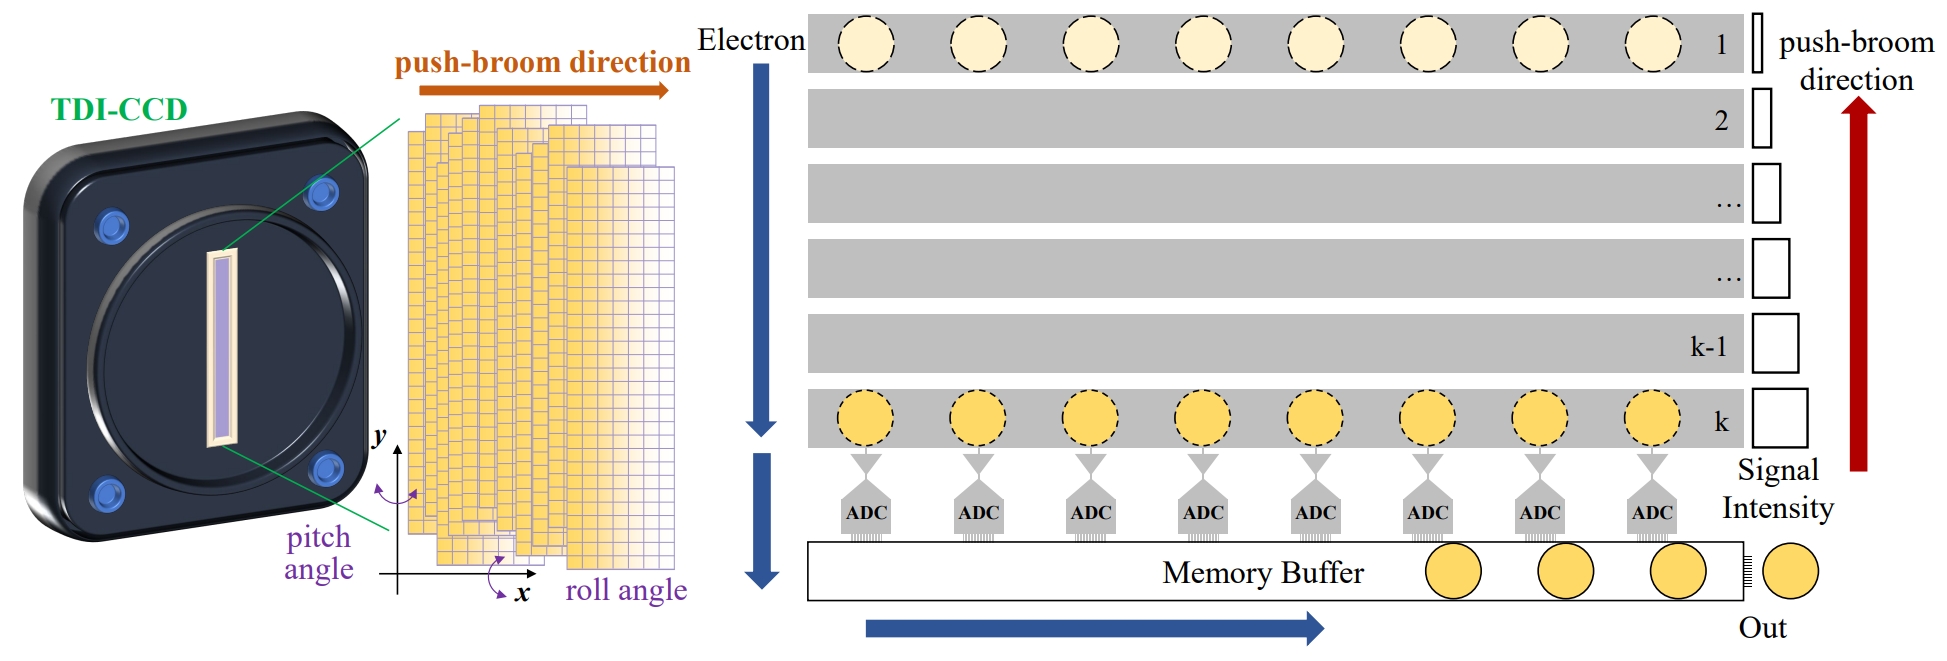 TDI-CCD
push-broom direction
y
x
pitch
angle
roll angle
Electron
1
2
...
...
k-1
k
push-broom
direction
Signal
Intensity
ADC ADC ADC ADC ADC ADC ADC ADC
Memory Buffer
Out